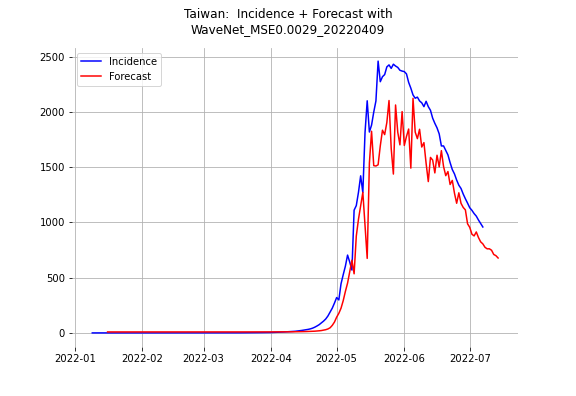 Taiwan:  Incidence + Forecast with
WaveNet_MSE0.0029_20220409
Incidence
Forecast
2500
2000
1500
1000
500
0
2022-01 2022-02 2022-03 2022-04 2022-05 2022-06 2022-07